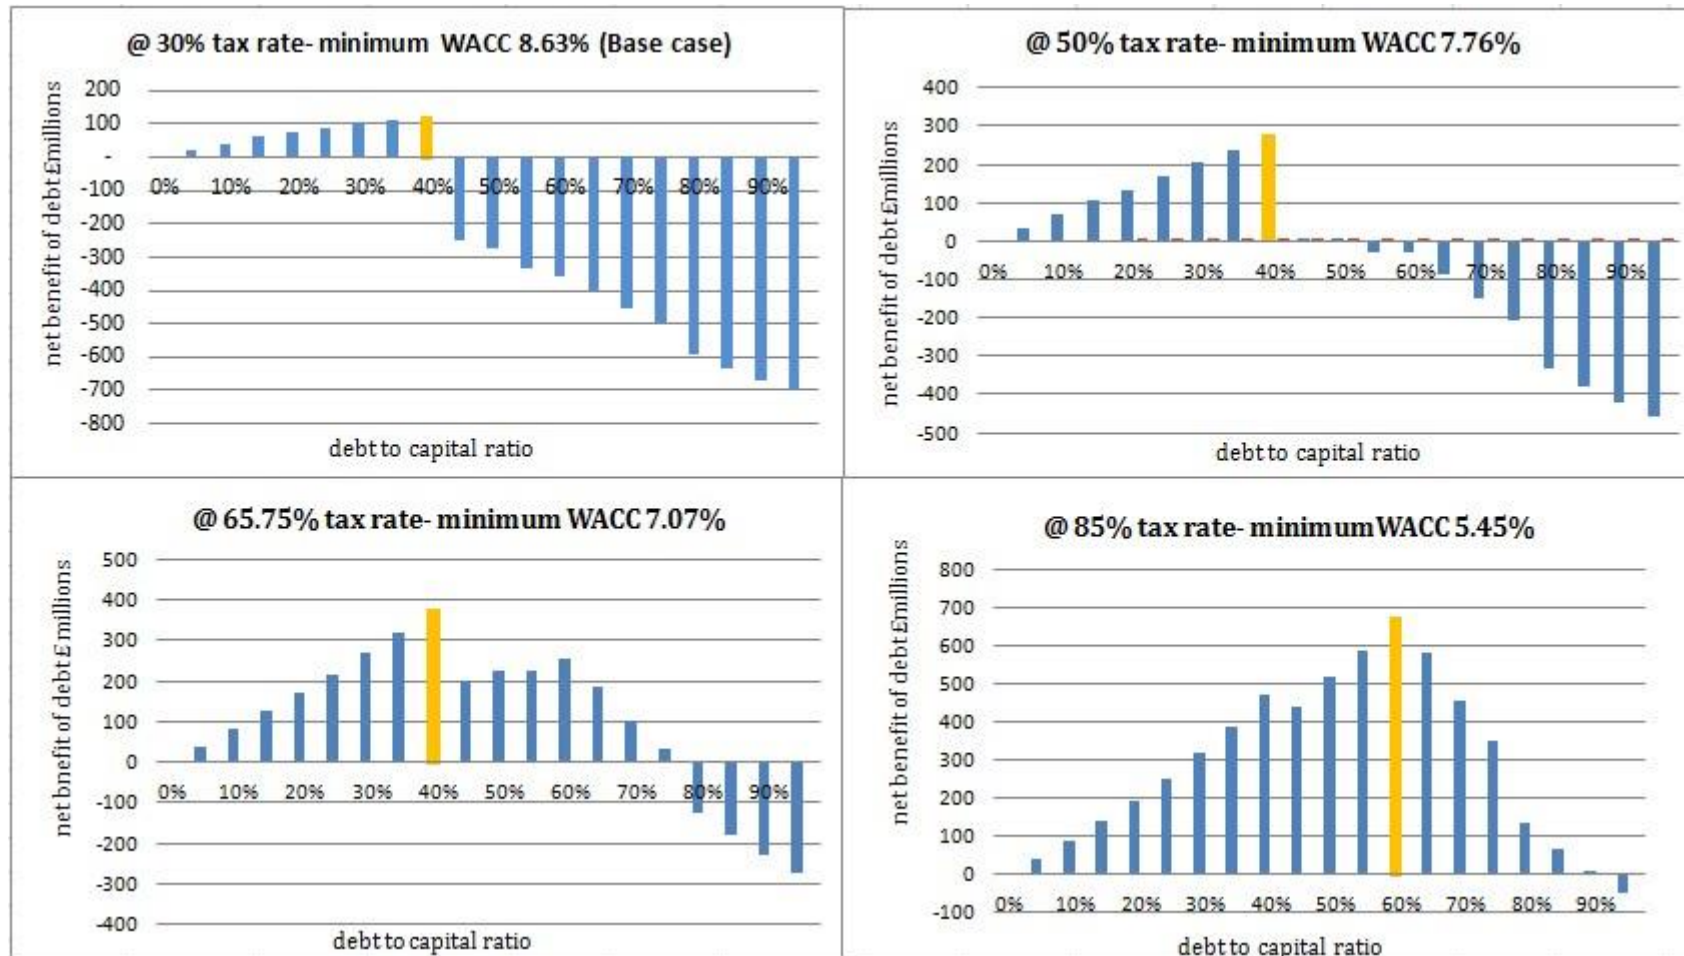 @ 30% tax rate- minimum WACC 8.63% (Base case)
net benefit of debt £millions
200
100
-
-100
-200
-300
-400
-500
-600
-700
-800
0% 10% 20% 30% 40% 50% 60% 70% 80% 90%
debt to capital ratio
@ 50% tax rate- minimum WACC 7.76%
net benefit of debt £millions
400
300
200
100
0
-100
-200
-300
-400
-500
0% 10% 20% 30% 40% 50% 60% 70% 80% 90%
debt to capital ratio
@ 65.75% tax rate- minimum WACC 7.07%
net benefit of debt £ millions
500
400
300
200
100
0
-100
-200
-300
-400
0% 10% 20% 30% 40% 50% 60% 70% 80% 90%
debt to capital ratio
@ 85% tax rate- minimum WACC 5.45%
net benefit of debt £millions
800
700
600
500
400
300
200
100
0
-100
0% 10% 20% 30% 40% 50% 60% 70% 80% 90%
debt to capital ratio